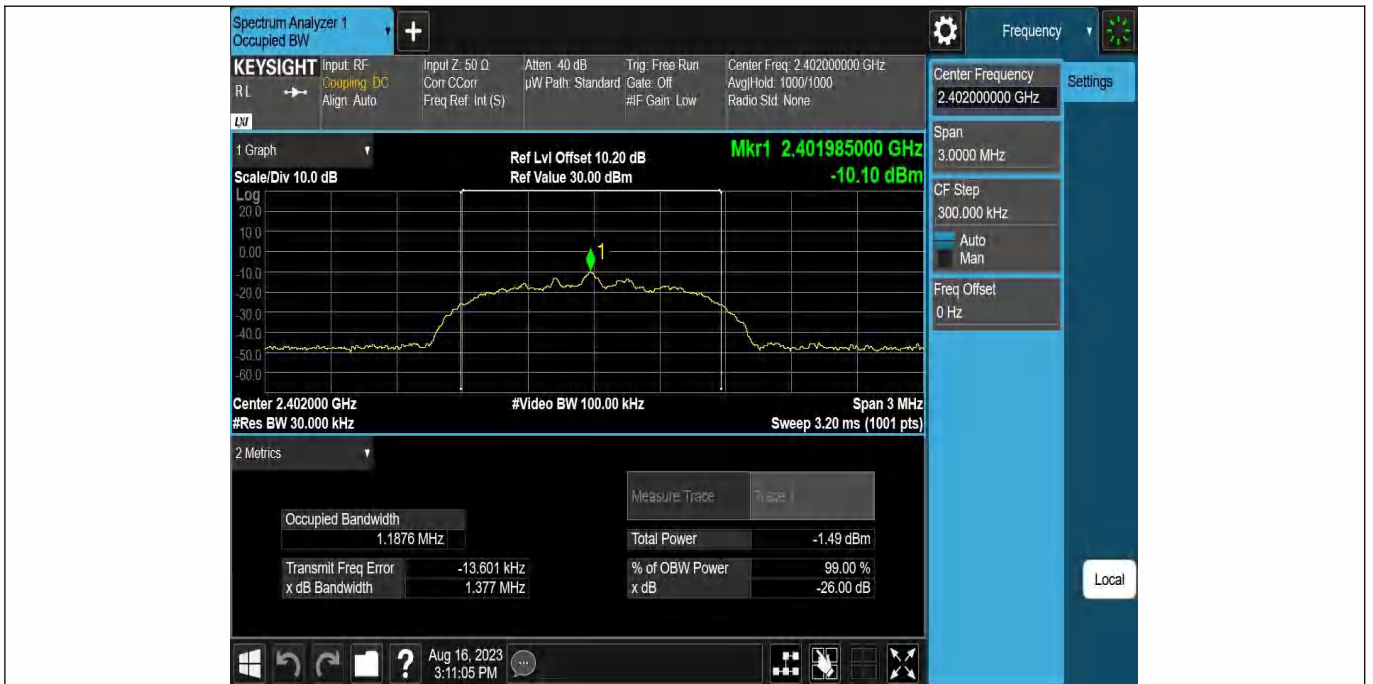 Spectrum Analyzer 1
Occupied BW
+
Frequency
KEYSIGHT
R L
LXI
Input: RF
Coupling: DC
Align: Auto
Input Z: 50 Ω
Corr CCorr
Freq Ref: Int (S)
Atten: 40 dB
µW Path: Standard
Trig: Free Run
Gate: Off
#IF Gain: Low
Center Freq: 2.402000000 GHz
Avg|Hold: 1000/1000
Radio Std: None
Center Frequency
2.402000000 GHz
Settings
Span
3.0000 MHz
CF Step
300.000 kHz
Auto
Man
Freq Offset
0 Hz
Local
1 Graph
Scale/Div 10.0 dB
Ref Lvl Offset 10.20 dB
Ref Value 30.00 dBm
Mkr1 2.401985000 GHz
-10.10 dBm
Log
20.0
10.0
0.00
-10.0
-20.0
-30.0
-40.0
-50.0
-60.0
1
Center 2.402000 GHz
#Video BW 100.00 kHz
Span 3 MHz
#Res BW 30.000 kHz
Sweep 3.20 ms (1001 pts)
2 Metrics
Measure Trace
Trace 1
Occupied Bandwidth
1.1876 MHz
Total Power
-1.49 dBm
Transmit Freq Error
-13.601 kHz
% of OBW Power
99.00 %
x dB Bandwidth
1.377 MHz
x dB
-26.00 dB
?
Aug 16, 2023
3:11:05 PM